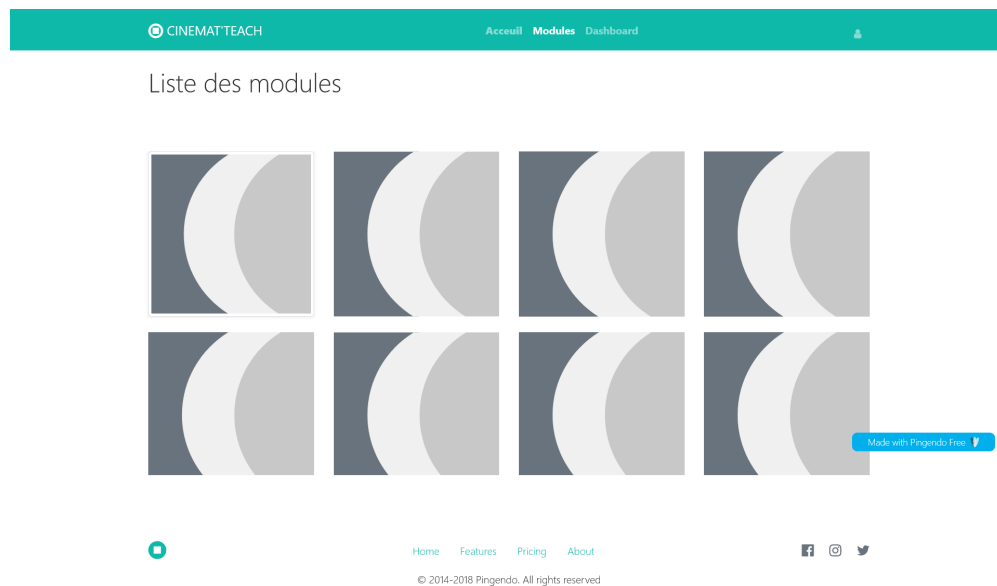 CINEMAT'TEACH
Acceuil Modules Dashboard
Liste des modules
Made with Pingendo Free
Home Features Pricing About
© 2014-2018 Pingendo. All rights reserved